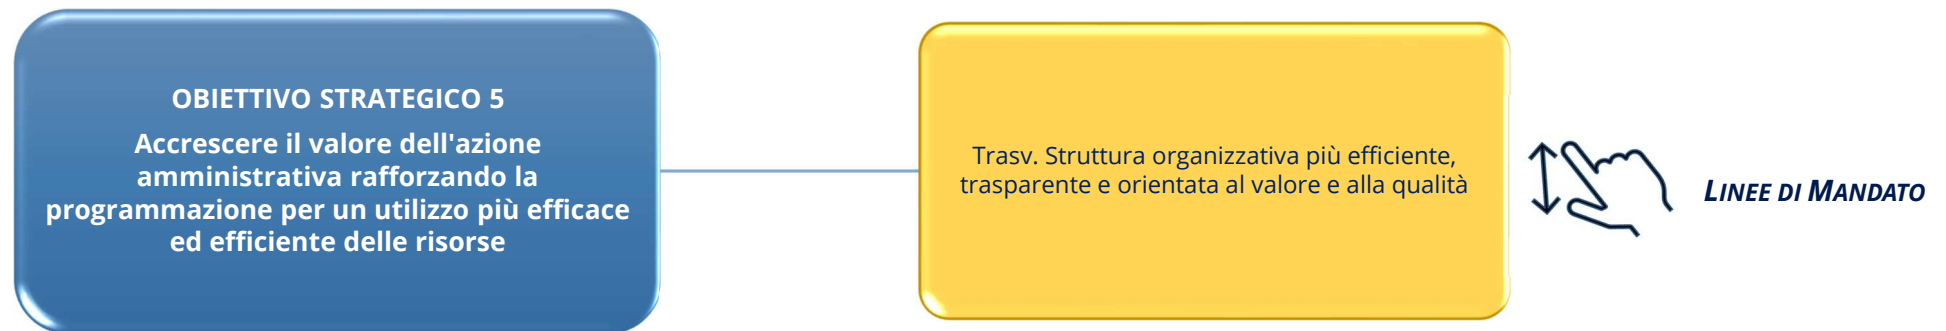 OBIETTIVO STRATEGICO 5
Accrescere il valore dell'azione
amministrativa rafforzando la
programmazione per un utilizzo più efficace
ed efficiente delle risorse
Trasv. Struttura organizzativa più efficiente,
trasparente e orientata al valore e alla qualità
LINEE DI MANDATO